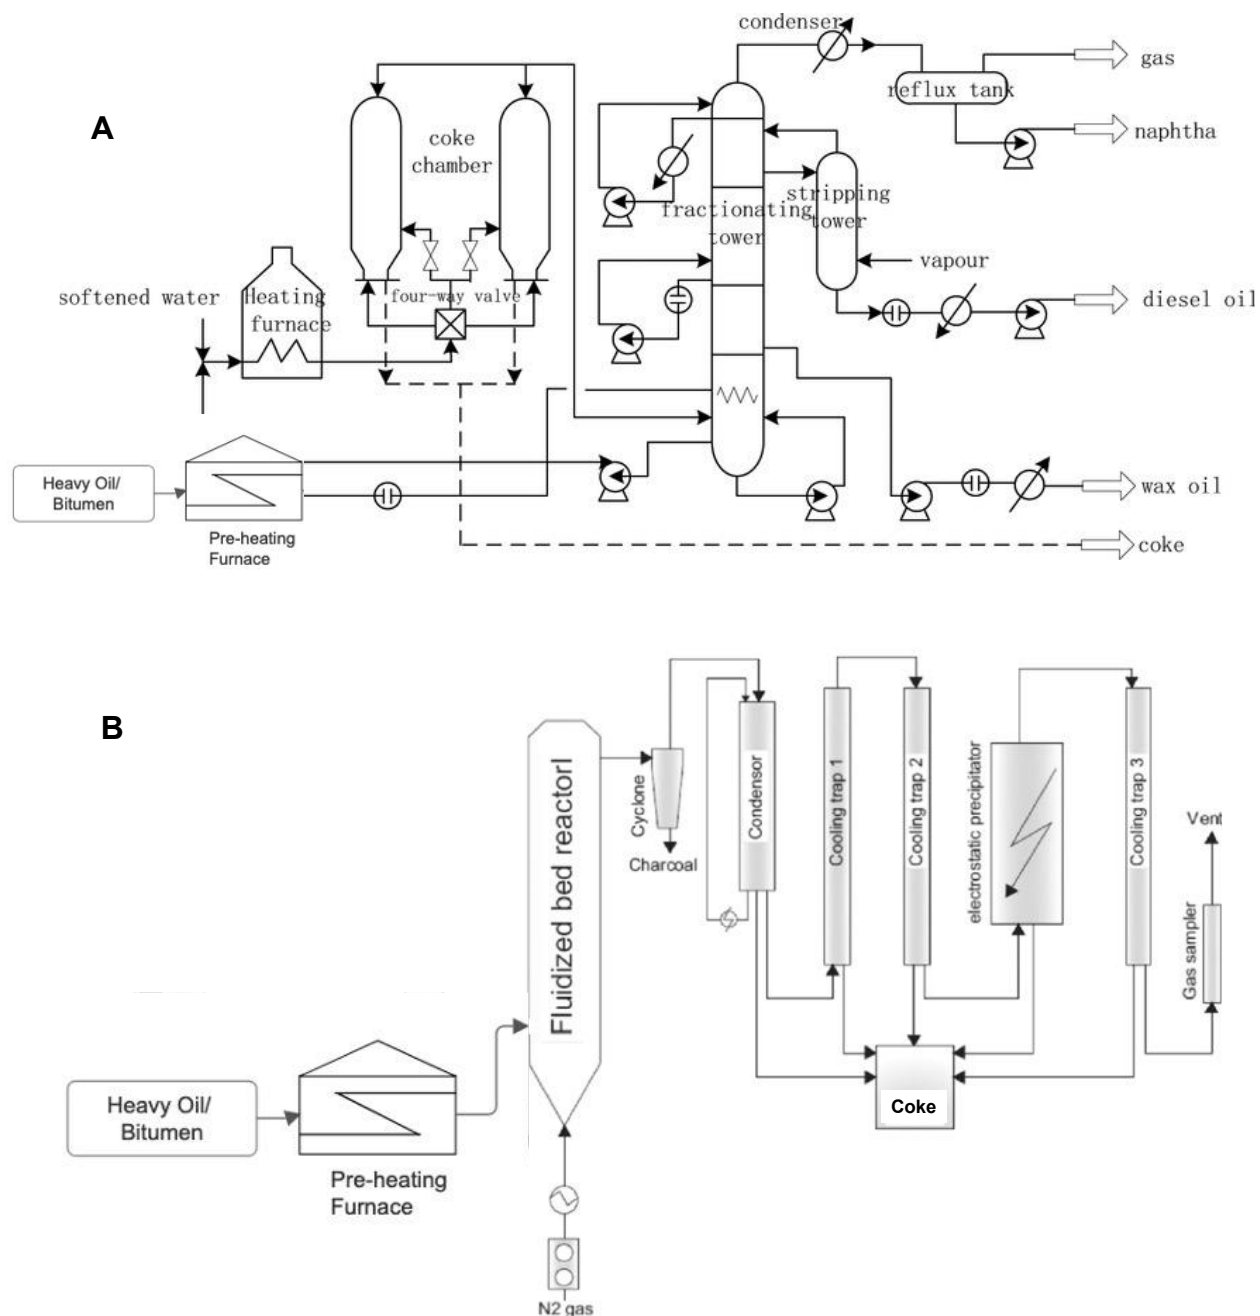 condenser
gas
reflux tank
A
naphtha
coke
chamber
stripping
tower
fractionating
tower
vapour
softened water
Heating
furnace
four-way valve
diesel oil
Heavy Oil/
Bitumen
Pre-heating
Furnace
wax oil
coke
B
Fluidized bed reactorl
Cyclone
Charcoal
Condensor
Cooling trap 1
Cooling trap 2
electrostatic precipitator
Cooling trap 3
Vent
Gas sampler
Coke
Heavy Oil/
Bitumen
Pre-heating
Furnace
N2 gas